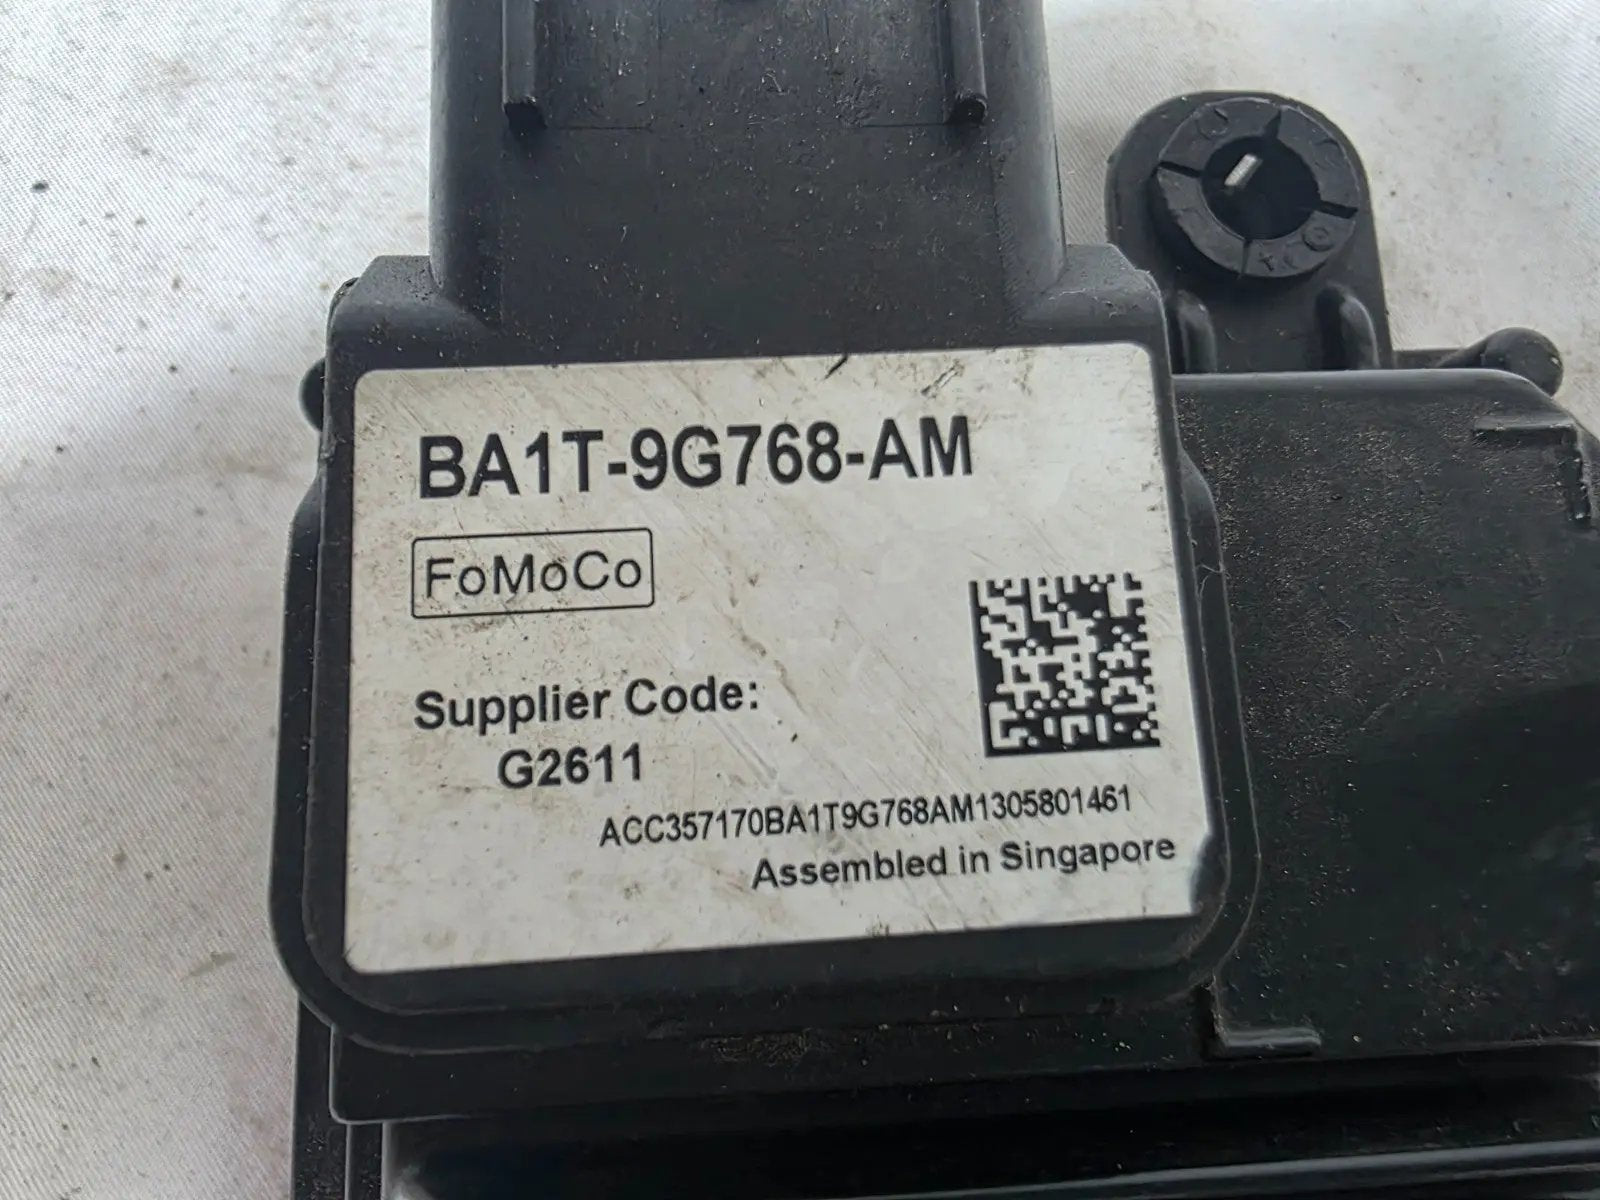 BA1T-9G768-AM
FoMoCo
Supplier Code:
G2611
ACC357170BA1T9G768AM1305801461
Assembled in Singapore